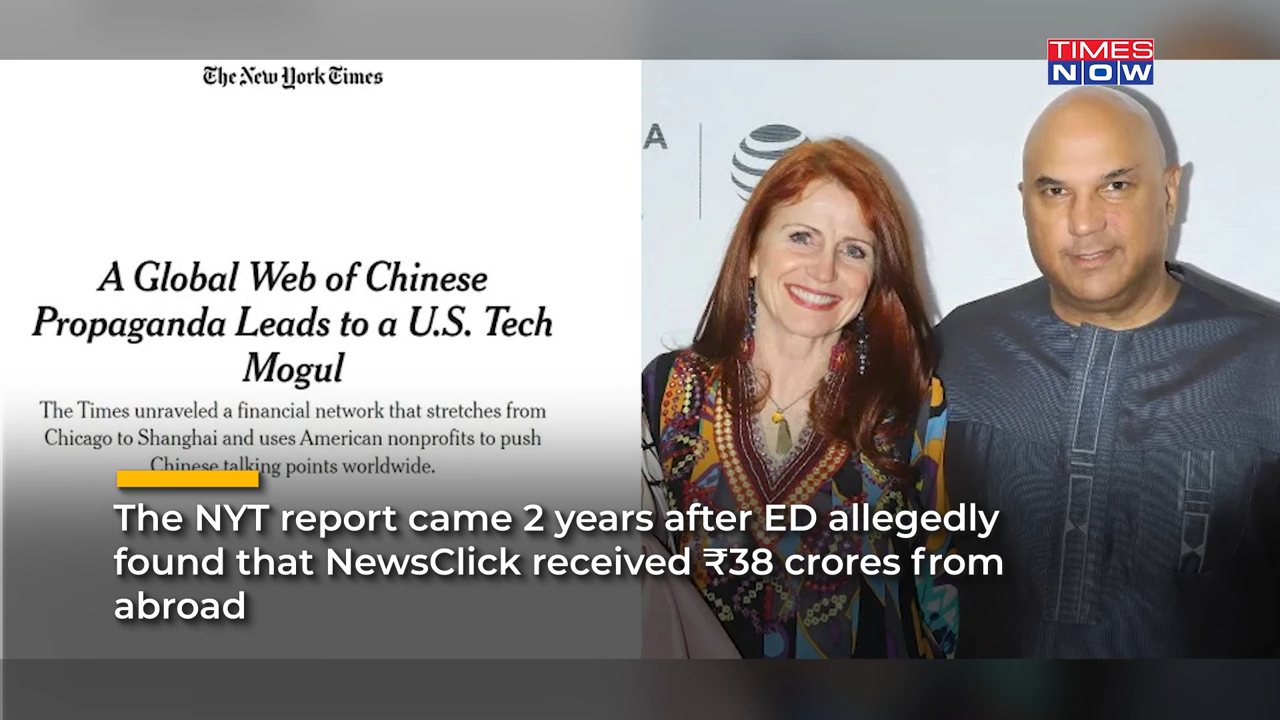 TIMES
NOW
The New York Times
A
A Global Web of Chinese
Propaganda Leads to a U.S. Tech
Mogul
The Times unraveled a financial network that stretches from
Chicago to Shanghai and uses American nonprofits to push
Chinese talking points worldwide.
The NYT report came 2 years after ED allegedly
found that NewsClick received ₹38 crores from
abroad